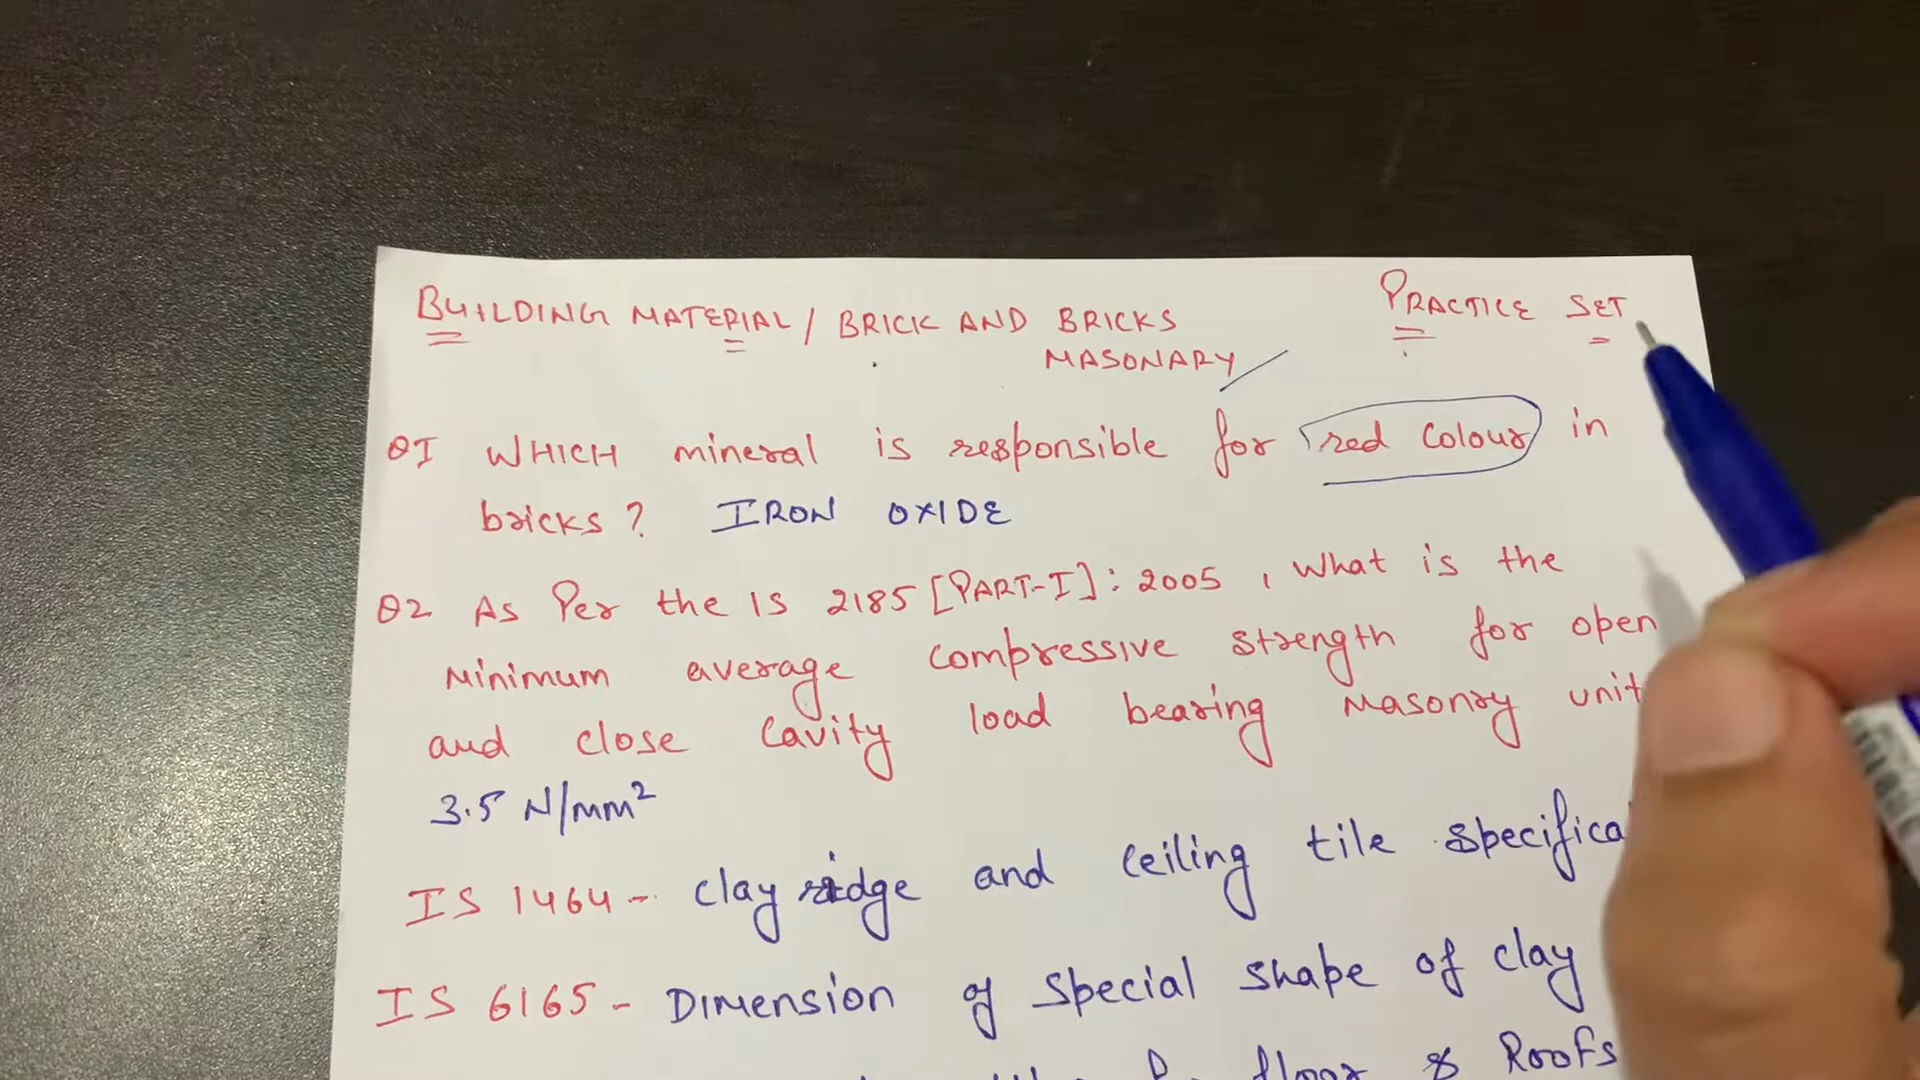 BUILDING MATERIAL / BRICK AND BRICKS MASONARY
PRACTICE SET
Q1 WHICH mineral is responsible for red colour in
bricks? IRON OXIDE
Q2 As Per the IS 2185 [PART-I]: 2005, What is the
Minimum average compressive strength for open
and close cavity load bearing Masonry unit
3.5 N/mm²
IS 1464 - clay ridge and ceiling tile
IS 6165 - Dimension of special shape of clay
floor & Roofs